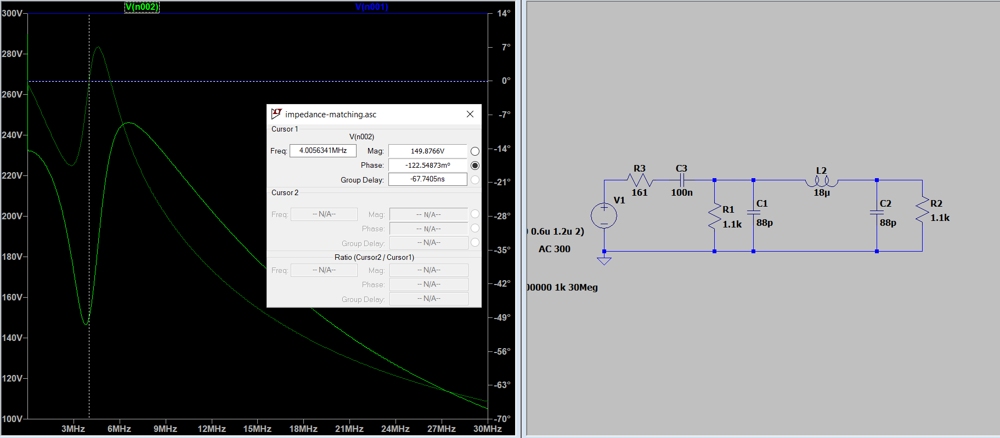 V(n002) V(n001)
300V 14°
280V 7°
260V 0°
240V -7°
220V -14°
200V -21°
180V -28°
160V -35°
140V -42°
120V -49°
100V -56°
-63°
-70°
3MHz 6MHz 9MHz 12MHz 15MHz 18MHz 21MHz 24MHz 27MHz 30MHz
impedance-matching.asc
Cursor 1
V(n002)
Freq: 4.0056341MHz Mag: 149.8766V
Phase: -122.54873m°
Group Delay: -67.7405ns
Cursor 2
Freq: -- N/A-- Mag: -- N/A--
Phase: -- N/A--
Group Delay: -- N/A--
Ratio (Cursor2 / Cursor1)
Freq: -- N/A-- Mag: -- N/A--
Phase: -- N/A--
Group Delay: -- N/A--
R3 C3 L2
161 100n 18µ
V1
R1 C1 C2 R2
1.1k 88p 88p 1.1k
0.6u 1.2u 2)
AC 300
00000 1k 30Meg